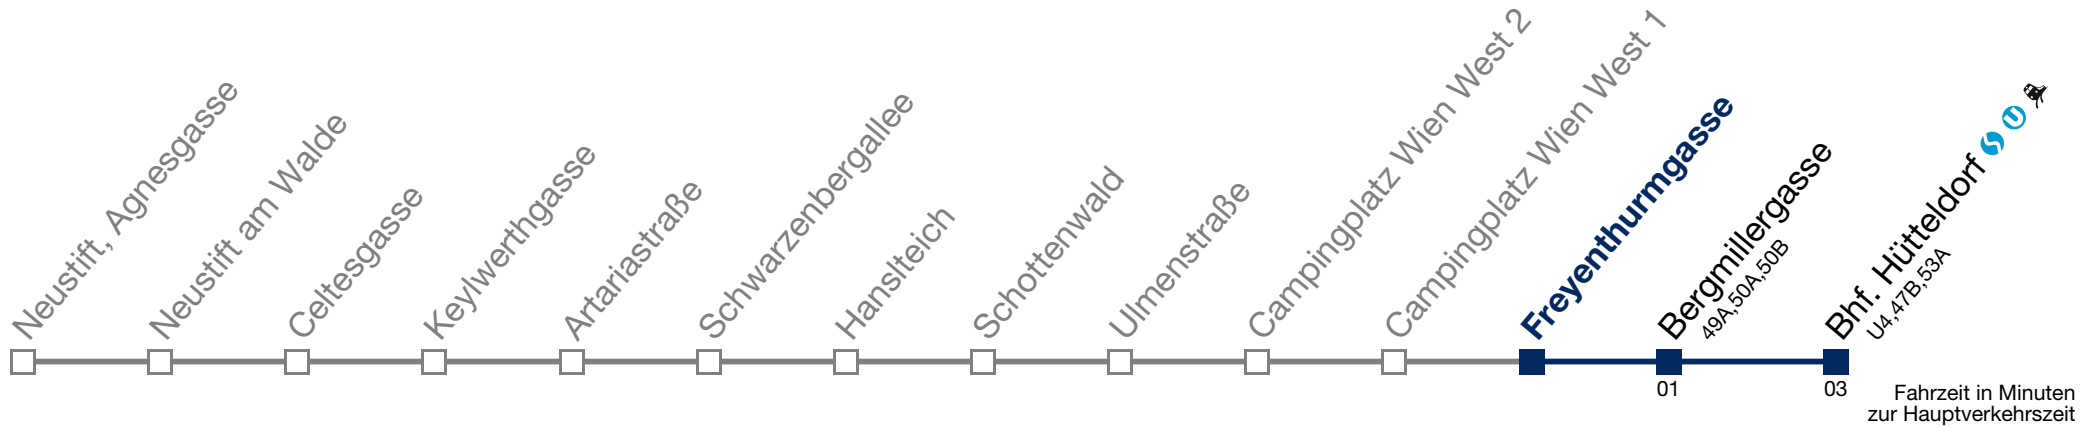 Neustift, Agnesgasse
Neustift am Walde
Celtesgasse
Keylwerthgasse
Artariastraße
Schwarzenbergallee
Hanslteich
Schottenwald
Ulmenstraße
Campingplatz Wien West 2
Campingplatz Wien West 1
Freyenthurmgasse
Bergmillergasse
49A,50A,50B
Bhf. Hütteldorf S U
U4,47B,53A
01
03
Fahrzeit in Minuten
zur Hauptverkehrszeit